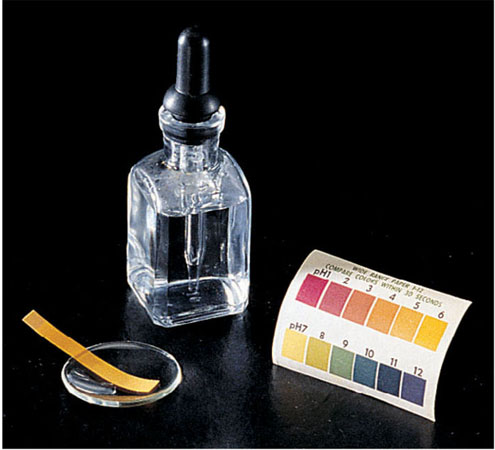 WIDE RANGE PAPER 1-12
COMPARE COLORS WITHIN 30 SECONDS
pH1 2 3 4 5 6
pH7 8 9 10 11 12